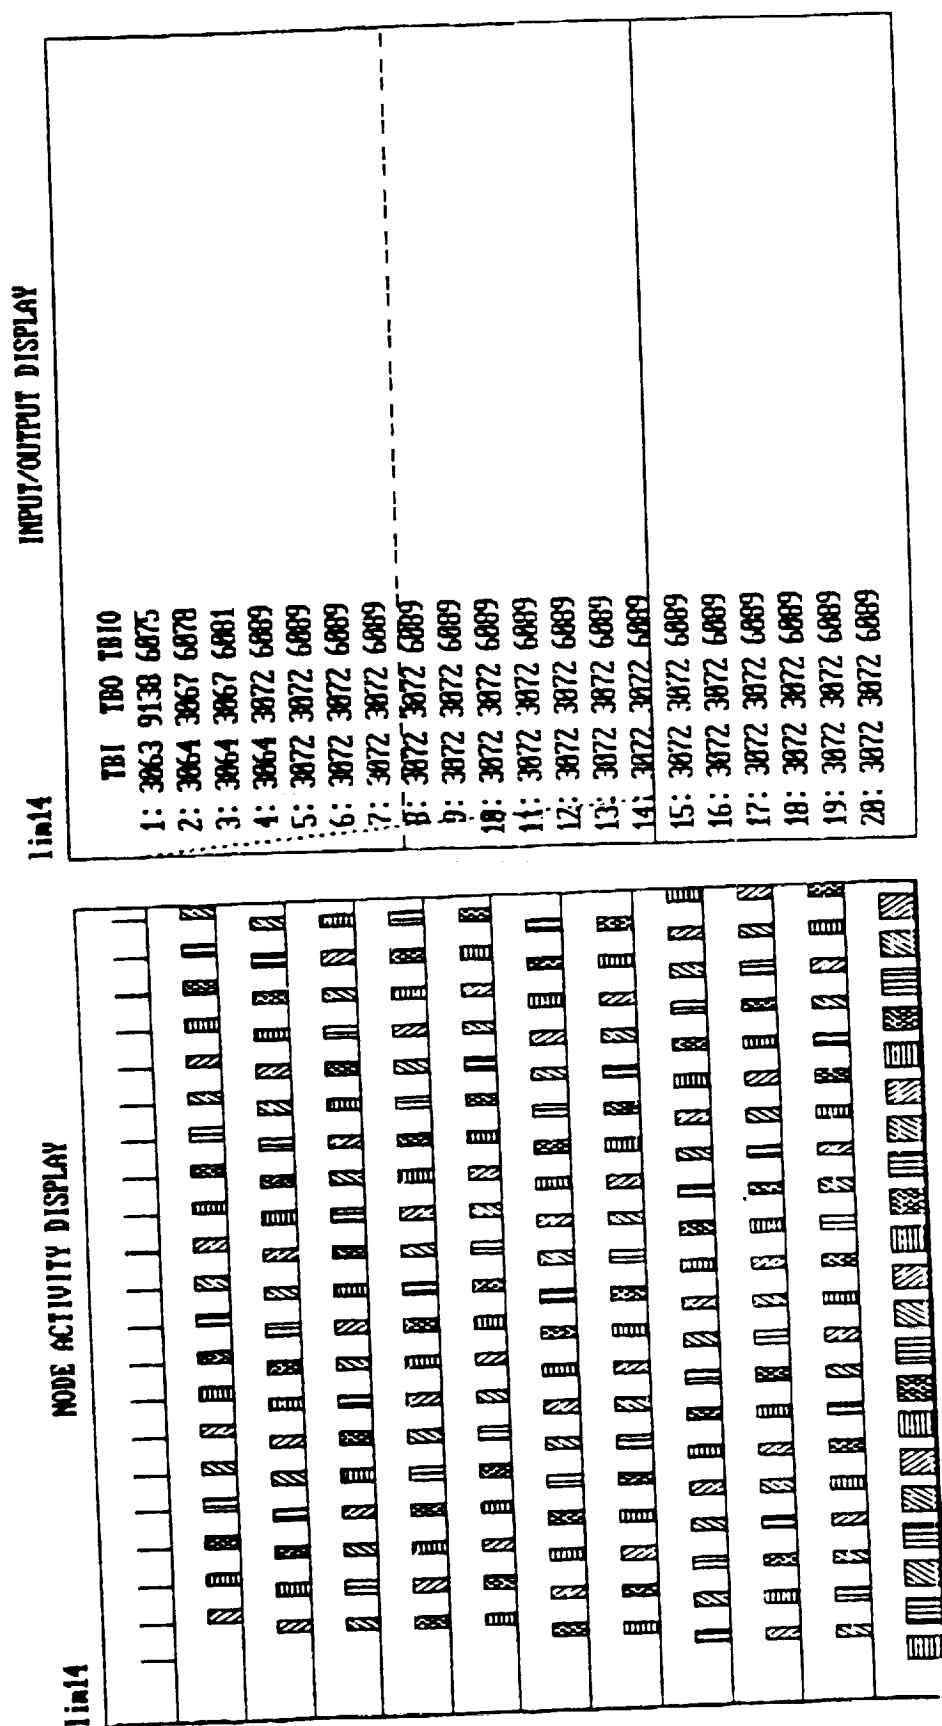 INPUT/OUTPUT DISPLAY
lim14
TBI TBO TBIO
1: 3063 9138 6075
2: 3064 3067 6078
3: 3064 3067 6081
4: 3064 3072 6089
5: 3072 3072 6089
6: 3072 3072 6089
7: 3072 3072 6089
8: 3072 3072 6089
9: 3072 3072 6089
10: 3072 3072 6089
11: 3072 3072 6089
12: 3072 3072 6089
13: 3072 3072 6089
14: 3072 3072 6089
15: 3072 3072 6089
16: 3072 3072 6089
17: 3072 3072 6089
18: 3072 3072 6089
19: 3072 3072 6089
20: 3072 3072 6089
NODE ACTIVITY DISPLAY
lim14